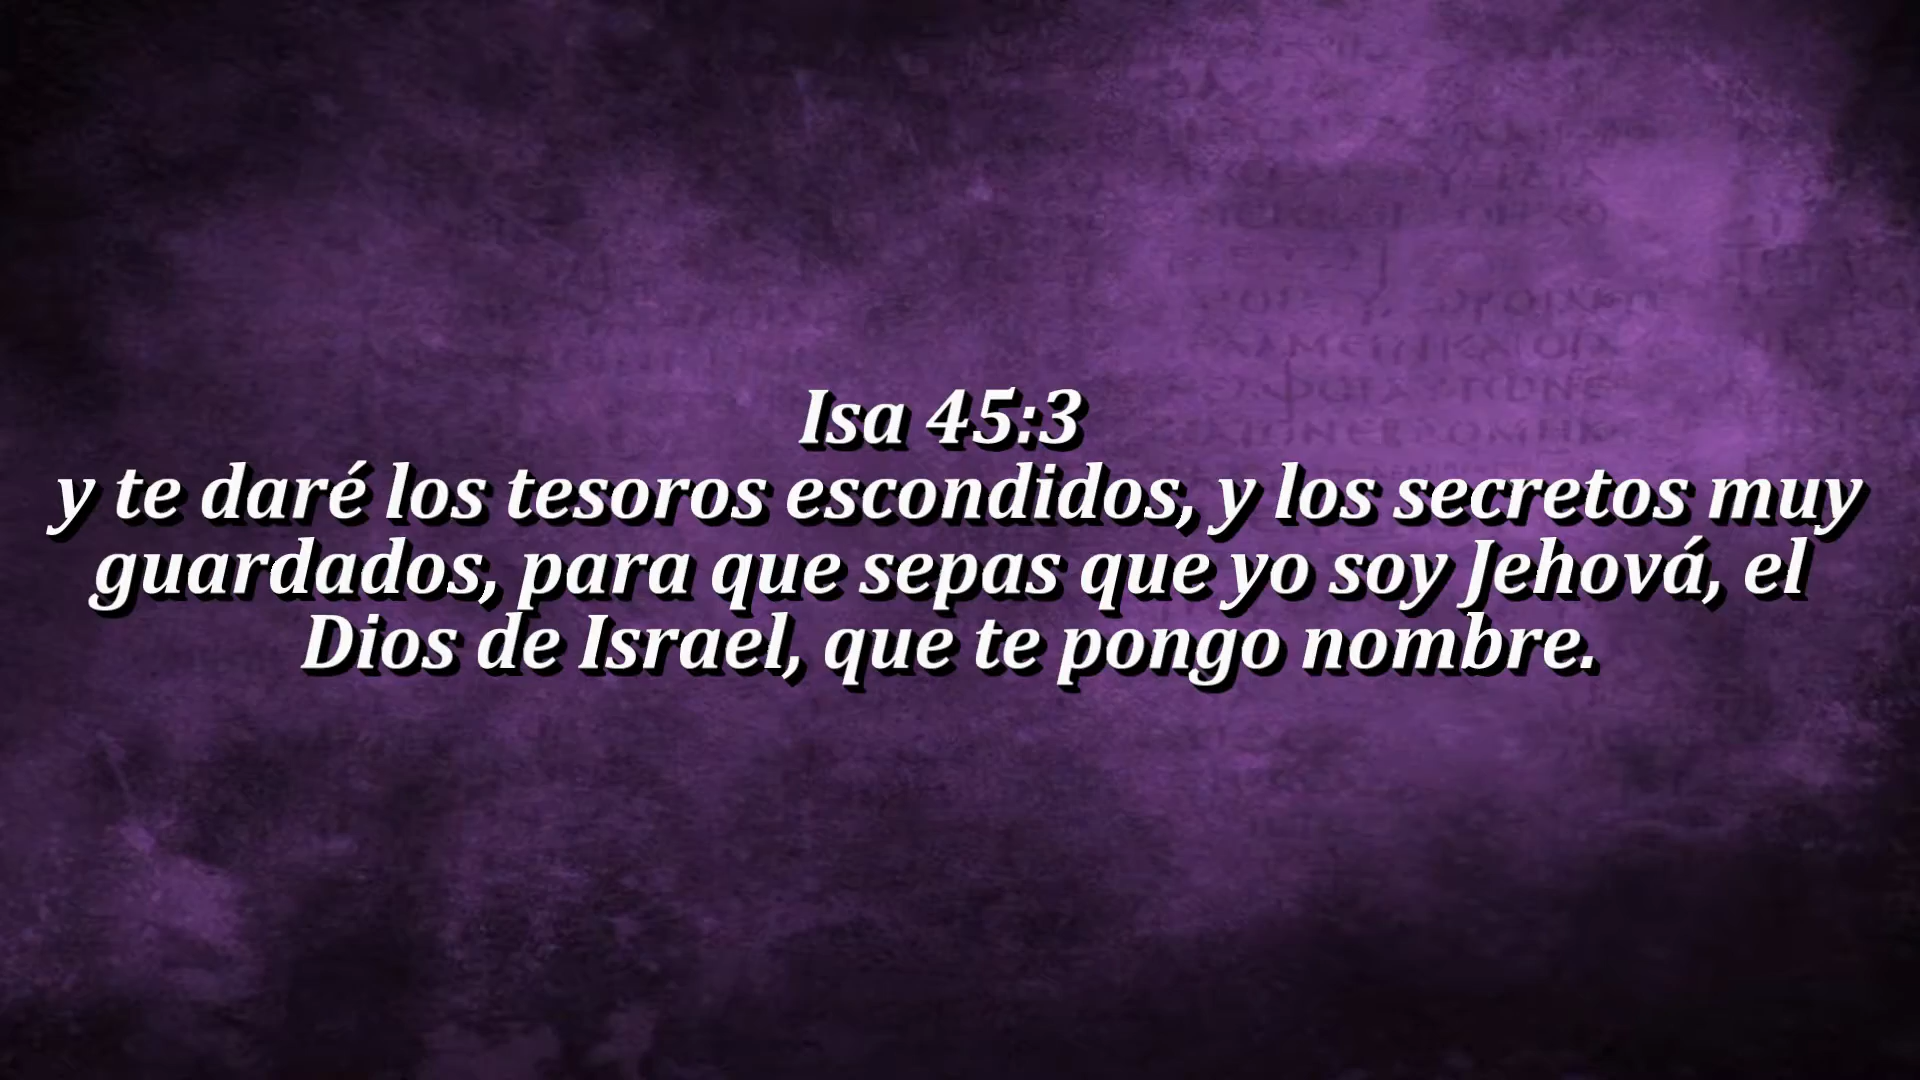 Isa 45:3
y te daré los tesoros escondidos, y los secretos muy
guardados, para que sepas que yo soy Jehová, el
Dios de Israel, que te pongo nombre.